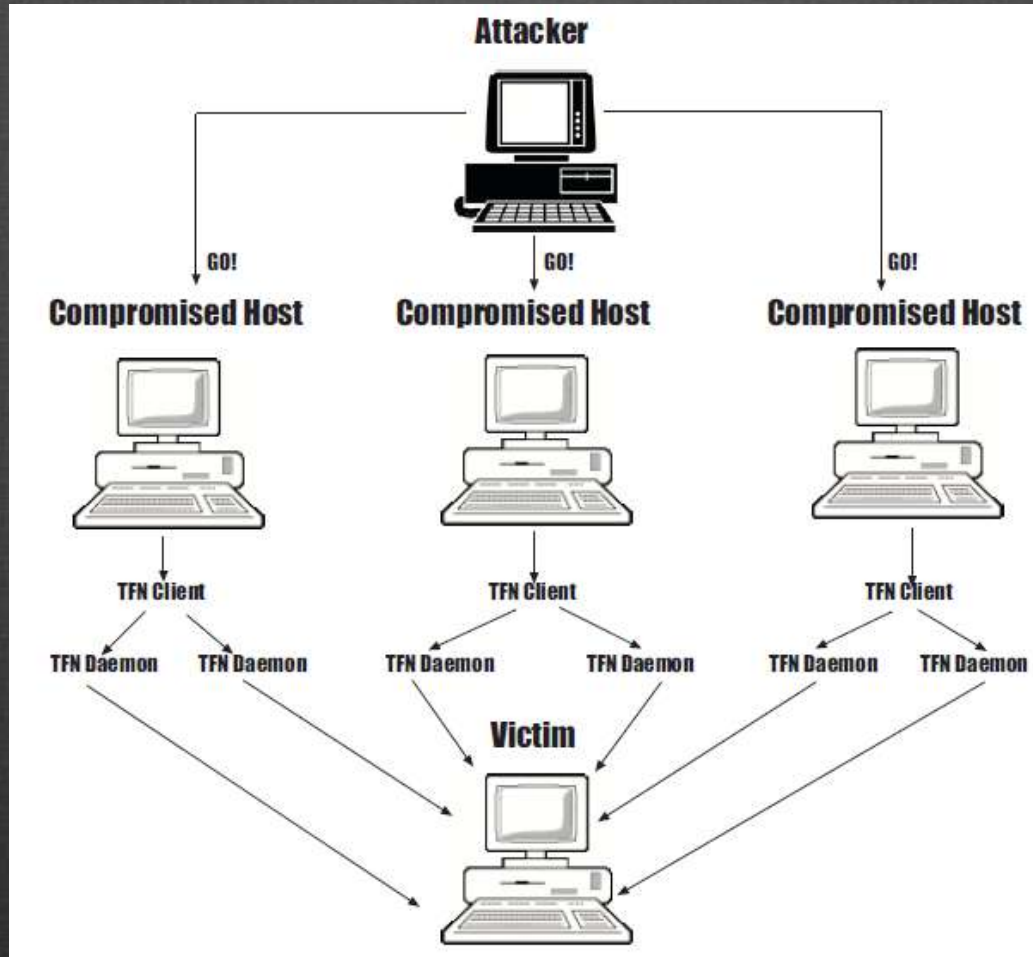 Attacker
GO! GO! GO!
Compromised Host Compromised Host Compromised Host
TFN Client TFN Client TFN Client
TFN Daemon TFN Daemon TFN Daemon TFN Daemon TFN Daemon TFN Daemon
Victim